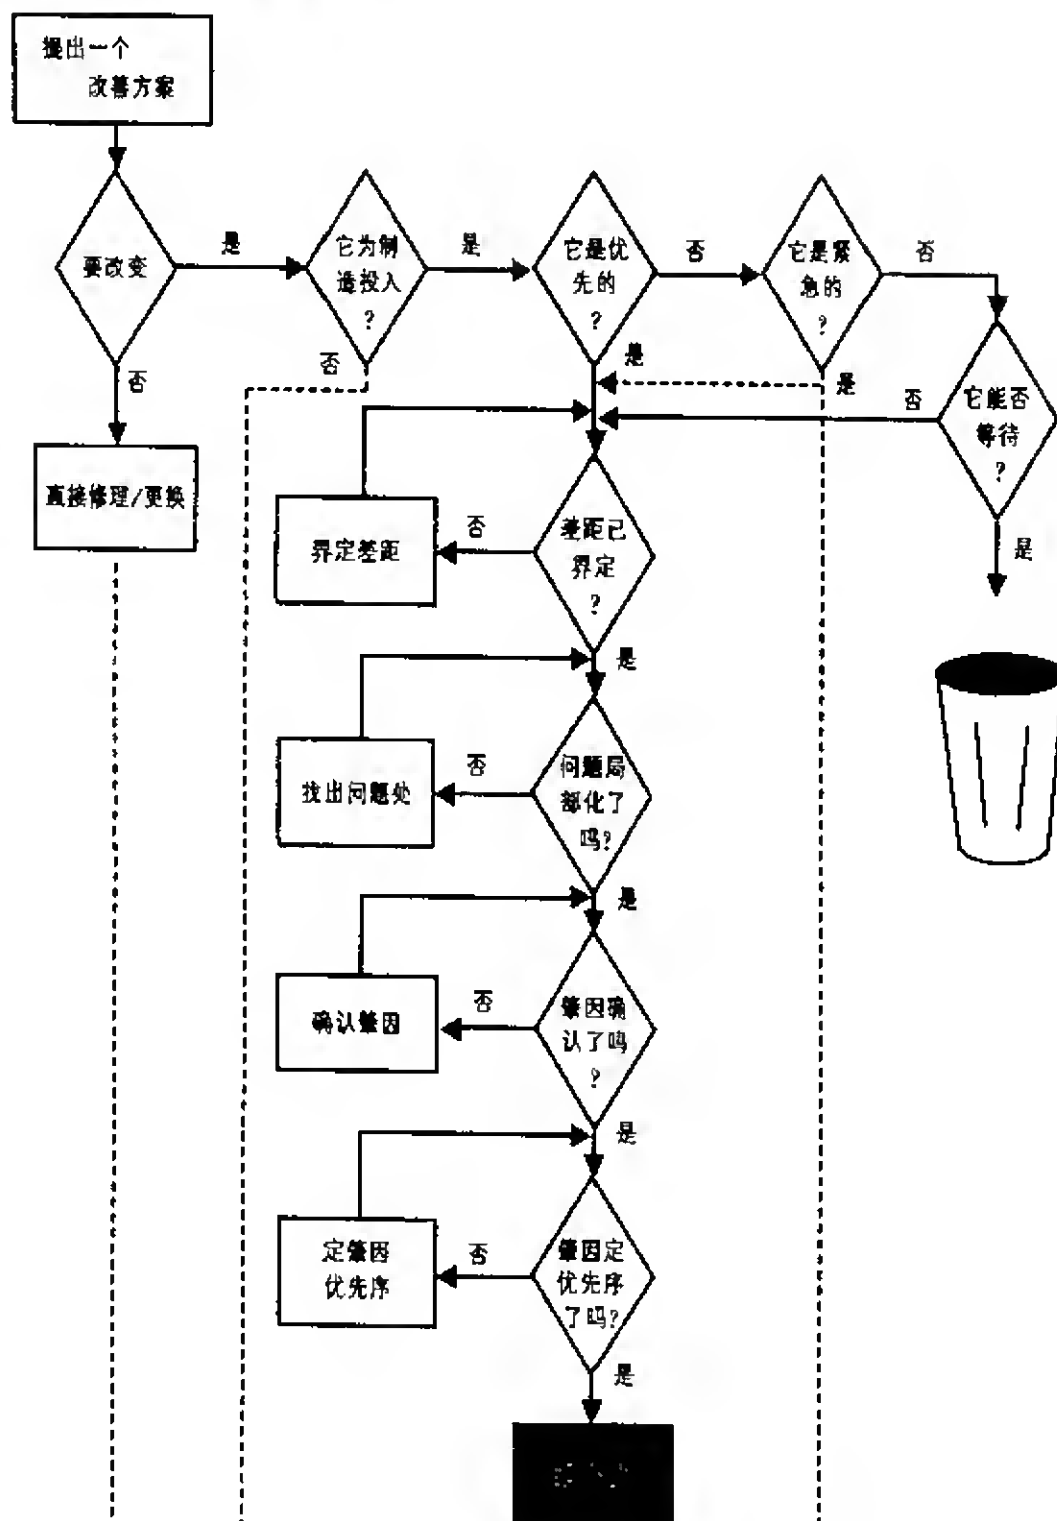 提出一个
改善方案
要改变
是
它为制
造投入
?
是
它是优
先的
?
否
它是紧
急的
?
否
否
否
是
是
否
它能否
等待
?
直接修理/更换
界定差距
否
差距已
界定
?
是
是
找出问题处
否
问题局
部化了
吗?
是
确认肇因
否
肇因确
认了吗
?
是
定肇因
优先序
否
肇因定
优先序
了吗?
是